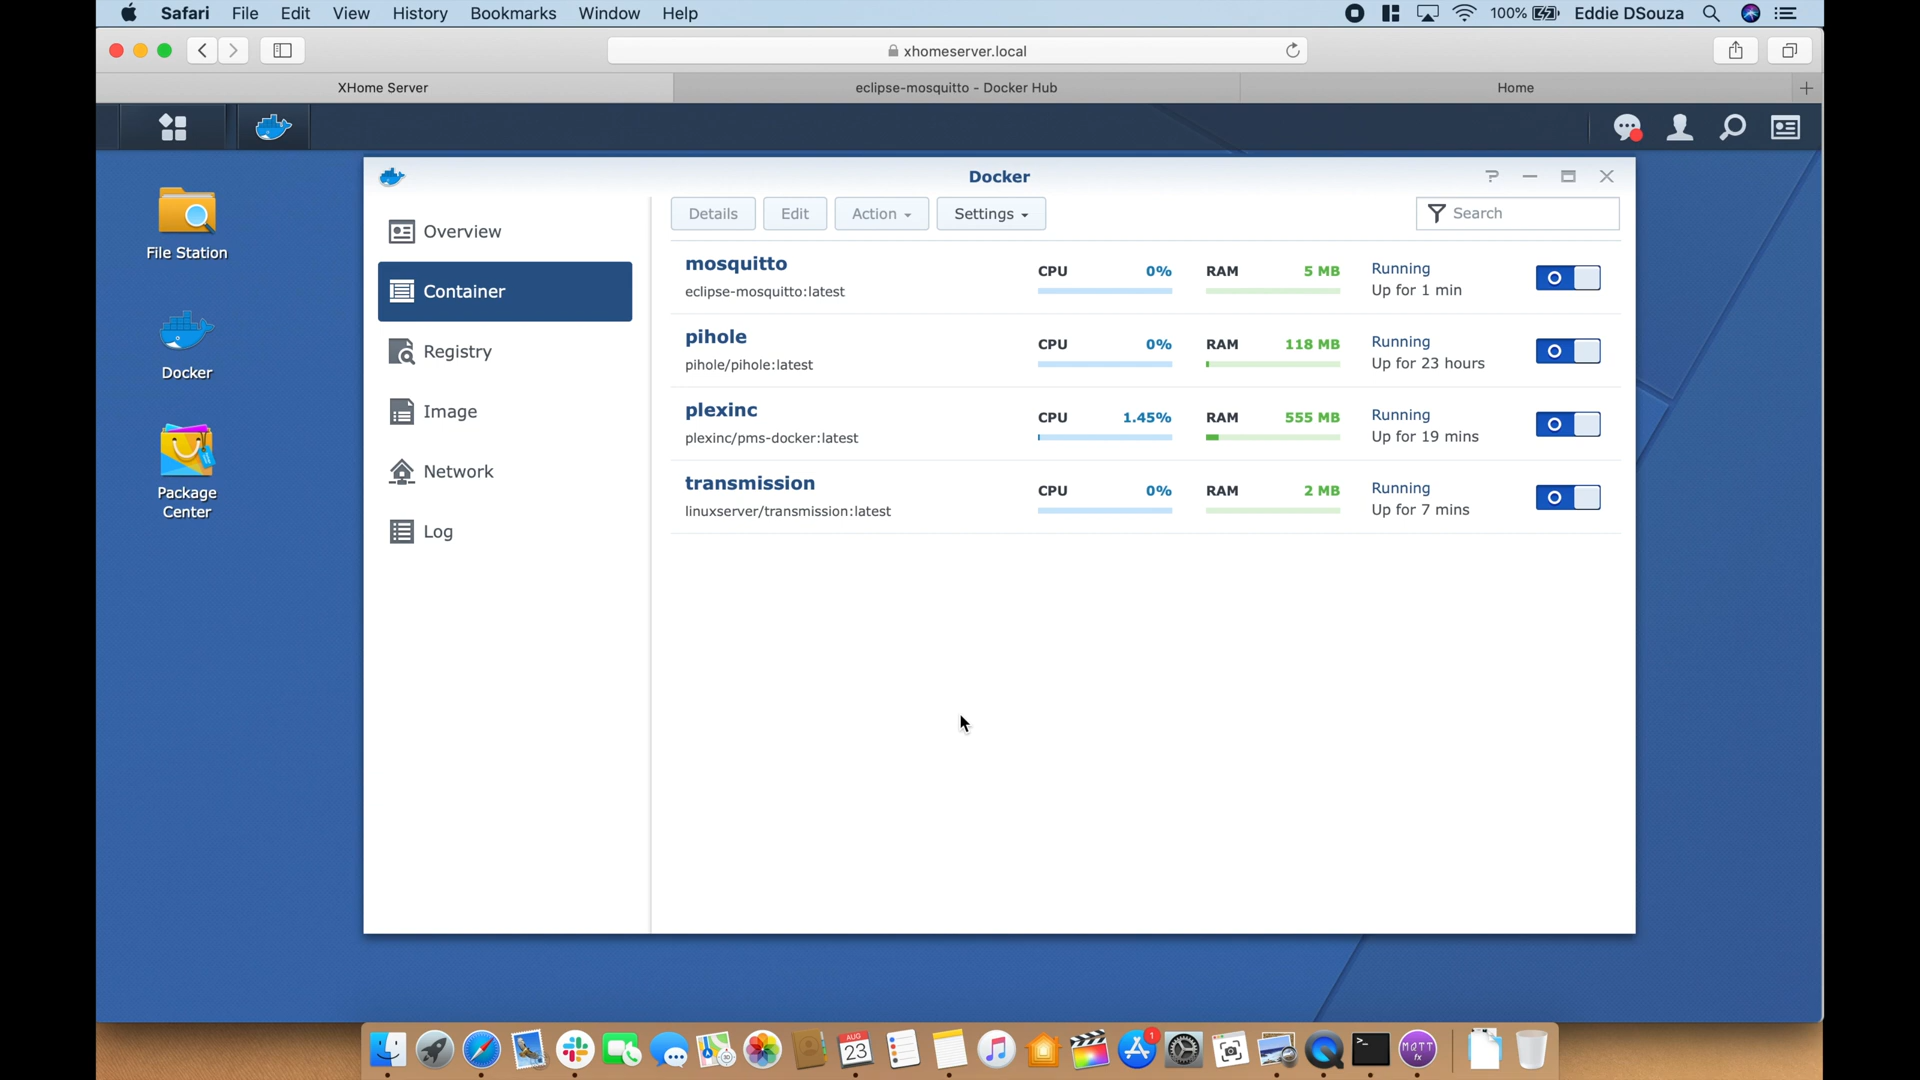 Safari File Edit View History Bookmarks Window Help 100% Eddie DSouza
xhomeserver.local
XHome Server eclipse-mosquitto - Docker Hub Home
File Station
Docker
Package
Center
Docker
Overview
Container
Registry
Image
Network
Log
Details Edit Action Settings Search
mosquitto CPU 0% RAM 5 MB Running
eclipse-mosquitto:latest Up for 1 min
pihole CPU 0% RAM 118 MB Running
pihole/pihole:latest Up for 23 hours
plexinc CPU 1.45% RAM 555 MB Running
plexinc/pms-docker:latest Up for 19 mins
transmission CPU 0% RAM 2 MB Running
linuxserver/transmission:latest Up for 7 mins
AUG
23
1
MQTT
fx